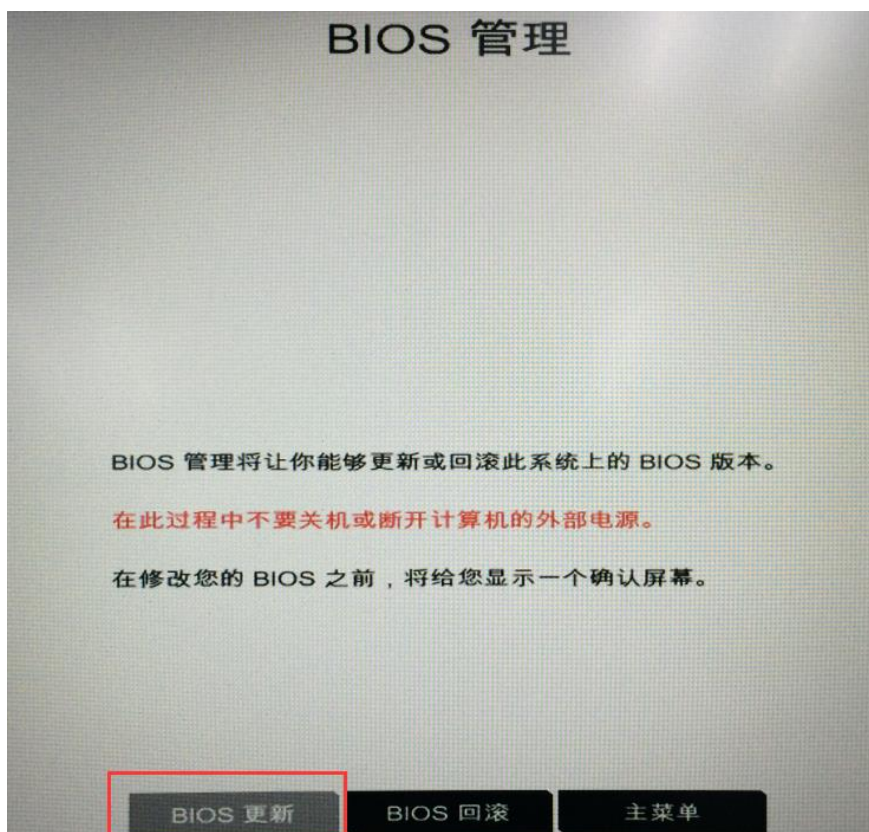 BIOS 管理
BIOS 管理将让你能够更新或回滚此系统上的 BIOS 版本。
在此过程中不要关机或断开计算机的外部电源。
在修改您的 BIOS 之前，将给您显示一个确认屏幕。
BIOS 更新
BIOS 回滚
主菜单